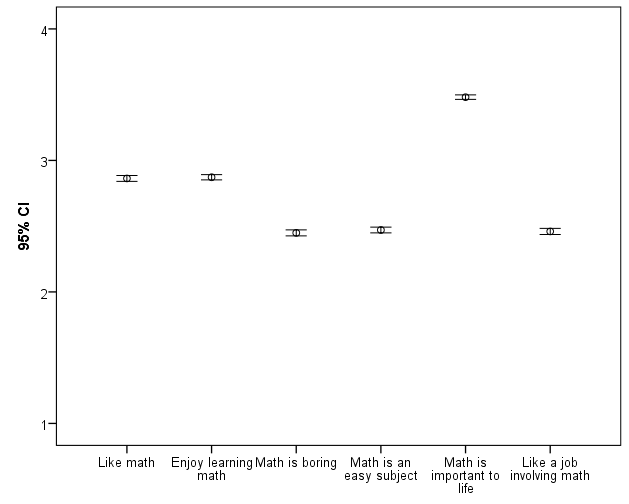 4
3
2
1
95% CI
Like math
Enjoy learning
math
Math is boring
Math is an
easy subject
Math is
important to
life
Like a job
involving math